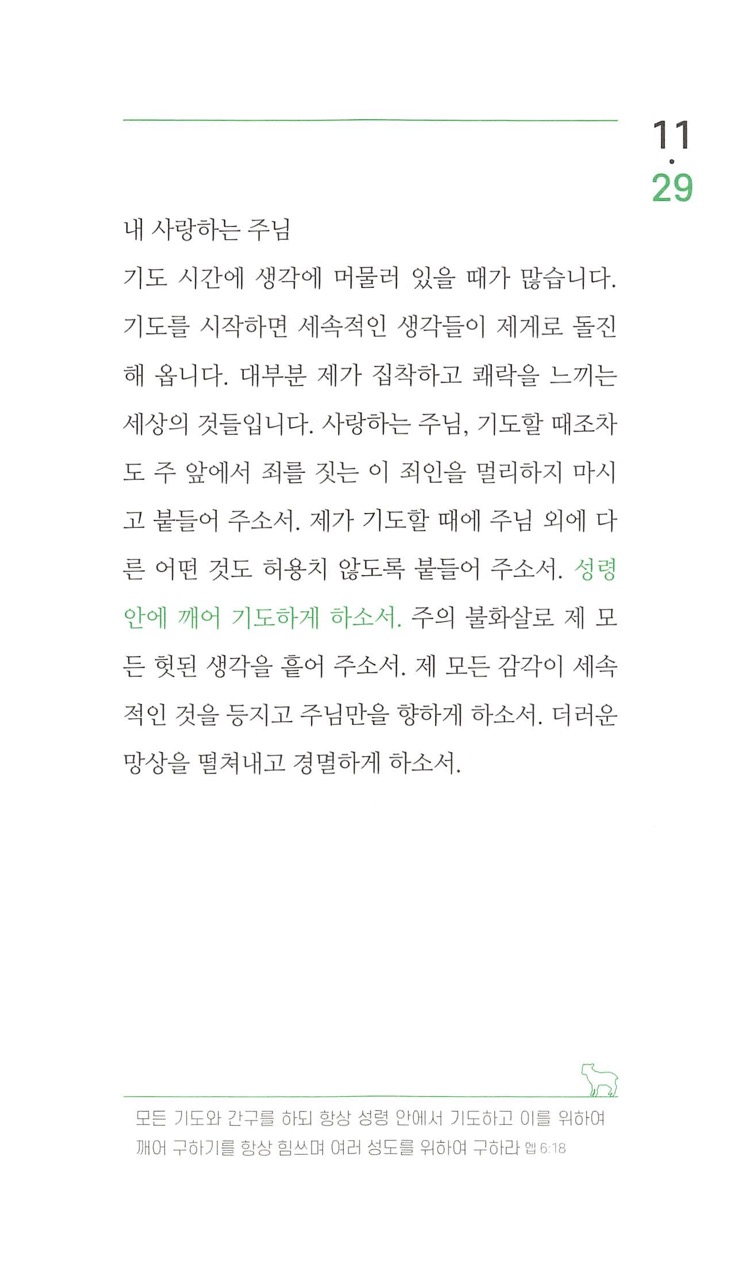 11
·
29
내 사랑하는 주님
기도 시간에 생각에 머물러 있을 때가 많습니다.
기도를 시작하면 세속적인 생각들이 제게로 돌진
해 옵니다. 대부분 제가 집착하고 쾌락을 느끼는
세상의 것들입니다. 사랑하는 주님, 기도할 때조차
도 주 앞에서 죄를 짓는 이 죄인을 멀리하지 마시
고 붙들어 주소서. 제가 기도할 때에 주님 외에 다
른 어떤 것도 허용치 않도록 붙들어 주소서. 성령
안에 깨어 기도하게 하소서. 주의 불화살로 제 모
든 헛된 생각을 흩어 주소서. 제 모든 감각이 세속
적인 것을 등지고 주님만을 향하게 하소서. 더러운
망상을 떨쳐내고 경멸하게 하소서.
모든 기도와 간구를 하되 항상 성령 안에서 기도하고 이를 위하여
깨어 구하기를 항상 힘쓰며 여러 성도를 위하여 구하라 엡 6:18